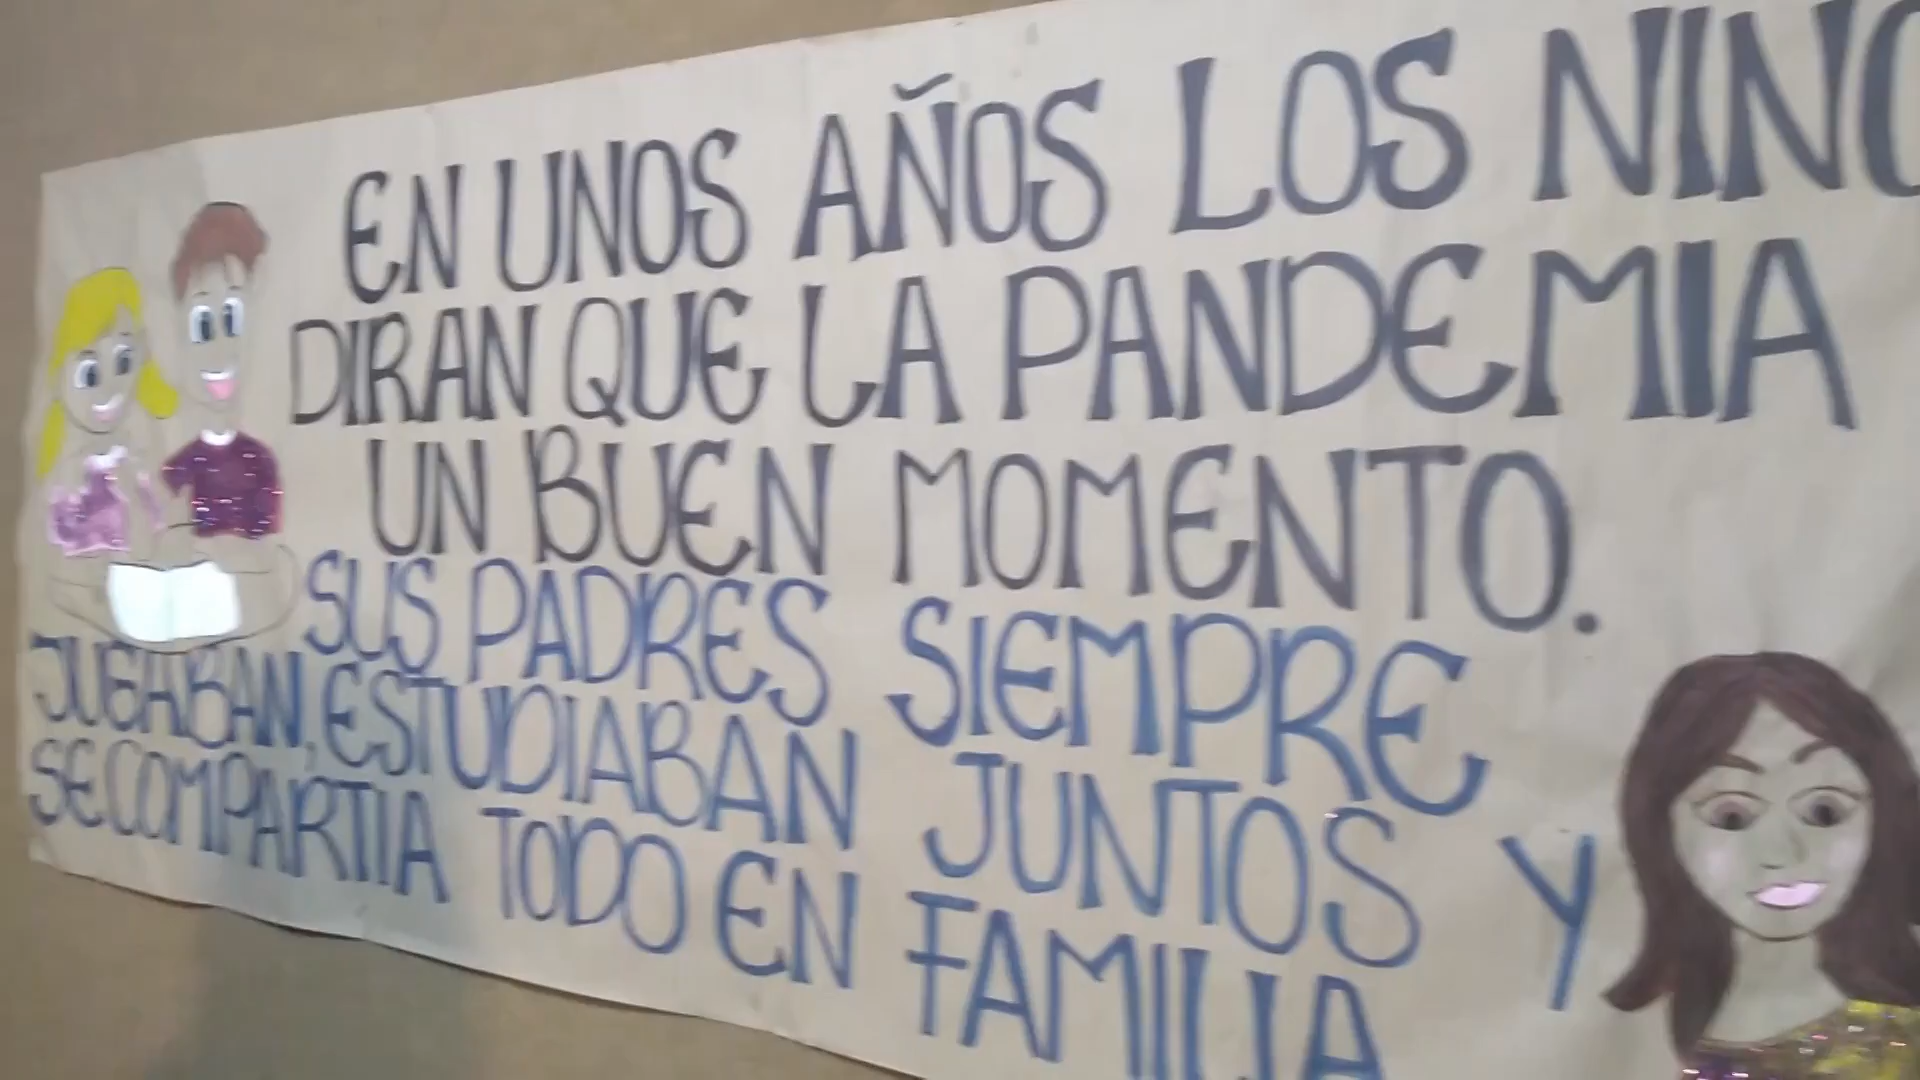 EN UNOS AÑOS LOS NINO
DIRAN QUE LA PANDEMIA
UN BUEN MOMENTO.
SUS PADRES SIEMPRE
JUGABAN, ESTUDIABAN JUNTOS Y
SE COMPARTIA TODO EN FAMILIA